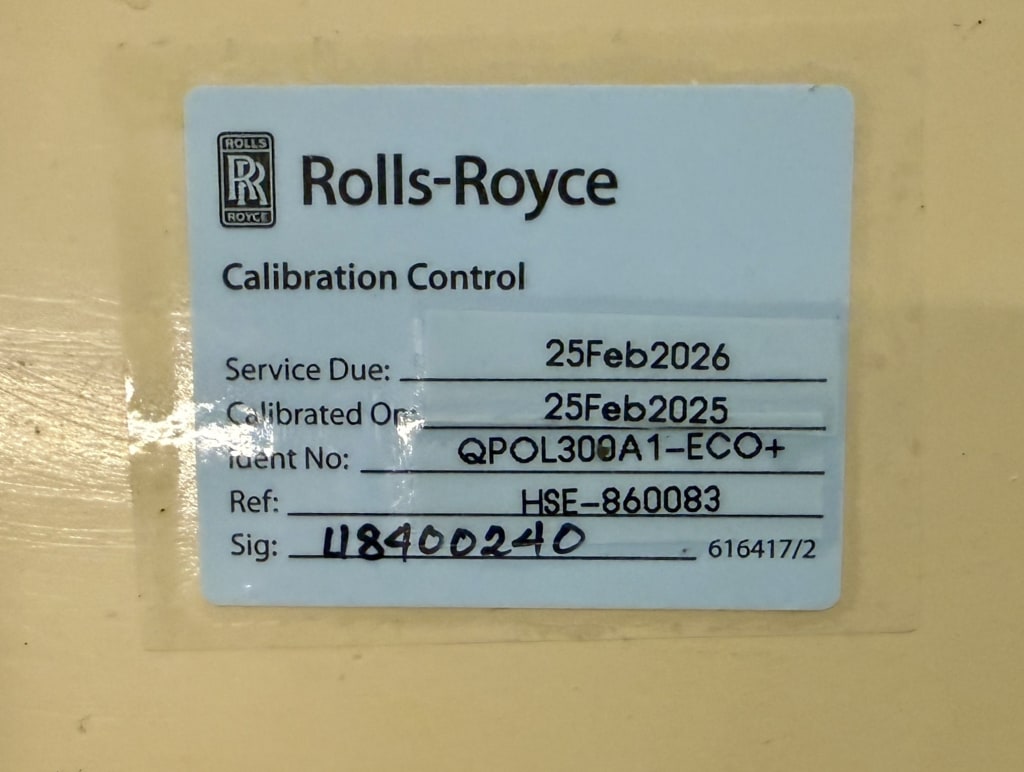 ROLLS
RR
ROYCE
Rolls-Royce
Calibration Control
Service Due: 25Feb2026
Calibrated On: 25Feb2025
Ident No: QPOL300A1-ECO+
Ref: HSE-860083
Sig: 616417/2